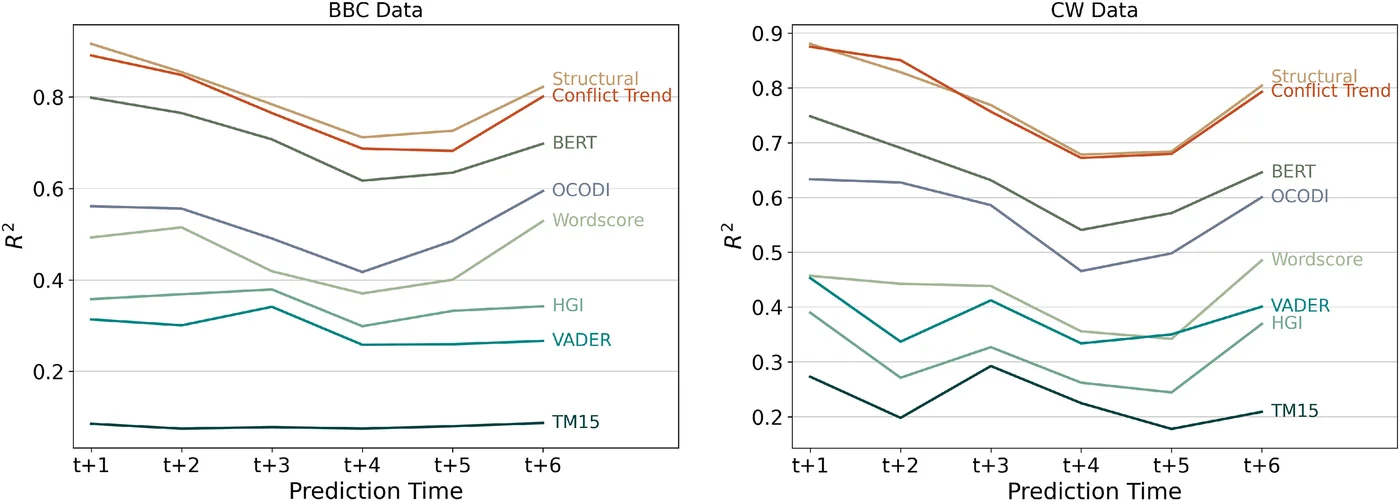 BBC Data
R²
0.8
0.6
0.4
0.2
Structural
Conflict Trend
BERT
OCODI
Wordscore
HGI
VADER
TM15
t+1 t+2 t+3 t+4 t+5 t+6
Prediction Time
CW Data
R²
0.9
0.8
0.7
0.6
0.5
0.4
0.3
0.2
Structural
Conflict Trend
BERT
OCODI
Wordscore
VADER
HGI
TM15
t+1 t+2 t+3 t+4 t+5 t+6
Prediction Time